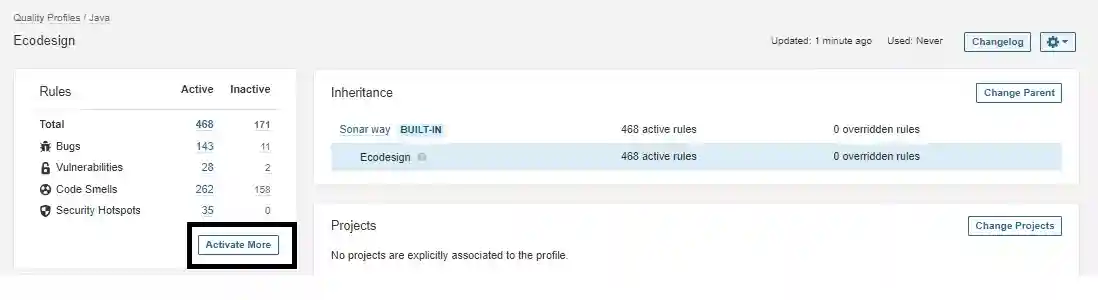 Quality Profiles / Java
Ecodesign
Updated: 1 minute ago Used: Never Changelog
Rules Active Inactive
Total 468 171
Bugs 143 11
Vulnerabilities 28 2
Code Smells 262 158
Security Hotspots 35 0
Activate More
Inheritance Change Parent
Sonar way BUILT-IN 468 active rules 0 overridden rules
Ecodesign 468 active rules 0 overridden rules
Projects Change Projects
No projects are explicitly associated to the profile.